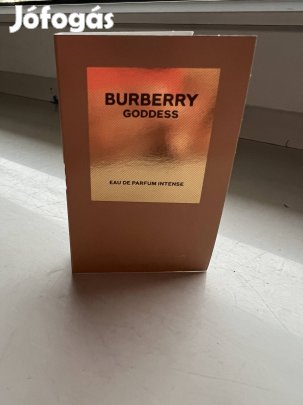 Jófogás
BURBERRY
GODDESS
EAU DE PARFUM INTENSE